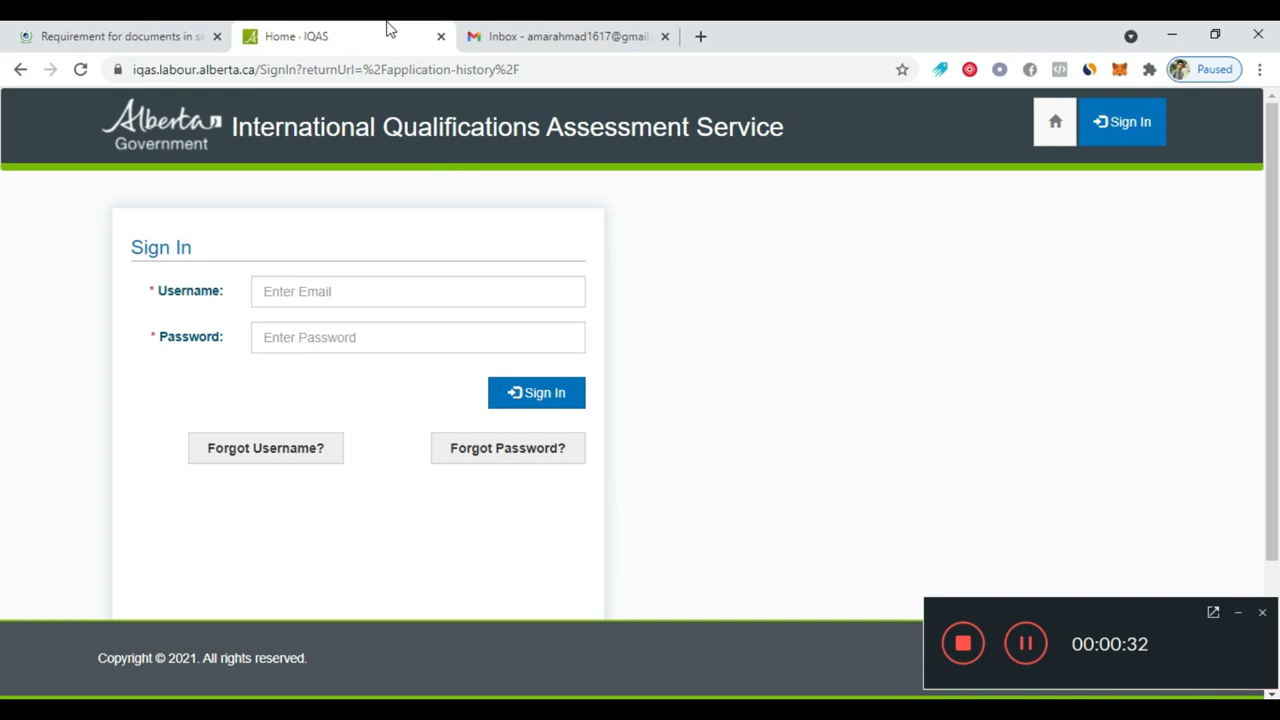 Requirement for documents in se
Home - IQAS
Inbox - amarahmad1617@gmail.
iqas.labour.alberta.ca/SignIn?returnUrl=%2Fapplication-history%2F
Paused
Alberta
Government
International Qualifications Assessment Service
Sign In
Sign In
* Username:
Enter Email
* Password:
Enter Password
Sign In
Forgot Username?
Forgot Password?
00:00:32
Copyright © 2021. All rights reserved.